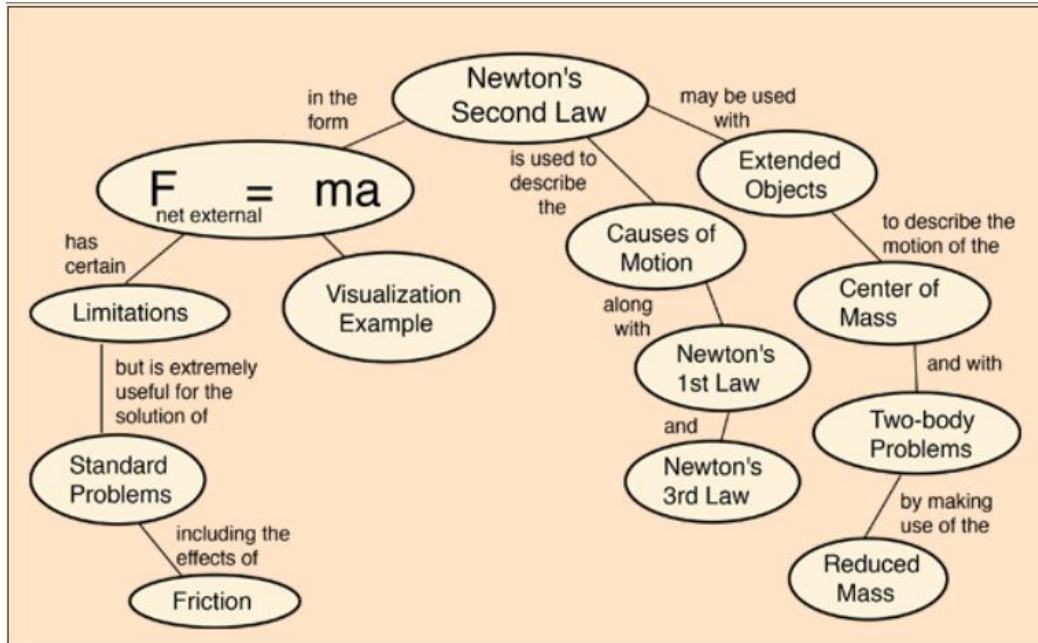 Newton's
Second Law
in the
form
F = ma
net external
has
certain
Limitations
but is extremely
useful for the
solution of
Standard
Problems
including the
effects of
Friction
Visualization
Example
is used to
describe
the
Causes of
Motion
along
with
Newton's
1st Law
and
Newton's
3rd Law
may be used
with
Extended
Objects
to describe the
motion of the
Center of
Mass
and with
Two-body
Problems
by making
use of the
Reduced
Mass